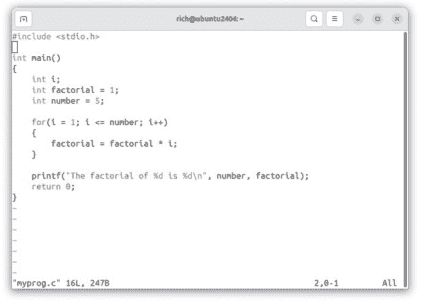 rich@ubuntu2404: ~
#include <stdio.h>
int main()
{
    int i;
    int factorial = 1;
    int number = 5;
    for(i = 1; i <= number; i++)
    {
        factorial = factorial * i;
    }
    printf("The factorial of %d is %d\n", number, factorial);
    return 0;
}
~
~
~
~
~
~
~
"myprog.c" 16L, 247B 2,0-1 All